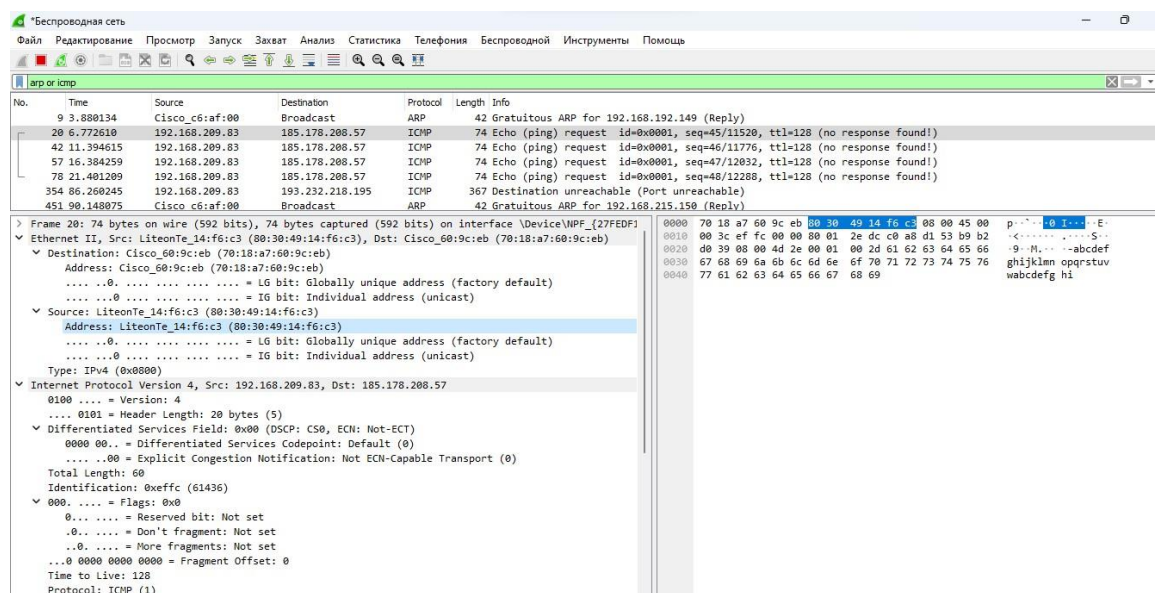 *Беспроводная сеть
Файл Редактирование Просмотр Запуск Захват Анализ Статистика Телефония Беспроводной Инструменты Помощь
arp or icmp
No. Time Source Destination Protocol Length Info
9 3.880134 Cisco_c6:af:00 Broadcast ARP 42 Gratuitous ARP for 192.168.192.149 (Reply)
20 6.772610 192.168.209.83 185.178.208.57 ICMP 74 Echo (ping) request id=0x0001, seq=45/11520, ttl=128 (no response found!)
42 11.394615 192.168.209.83 185.178.208.57 ICMP 74 Echo (ping) request id=0x0001, seq=46/11776, ttl=128 (no response found!)
57 16.384259 192.168.209.83 185.178.208.57 ICMP 74 Echo (ping) request id=0x0001, seq=47/12032, ttl=128 (no response found!)
78 21.401209 192.168.209.83 185.178.208.57 ICMP 74 Echo (ping) request id=0x0001, seq=48/12288, ttl=128 (no response found!)
354 86.260245 192.168.209.83 193.232.218.195 ICMP 367 Destination unreachable (Port unreachable)
451 90.148075 Cisco c6:af:00 Broadcast ARP 42 Gratuitous ARP for 192.168.215.150 (Reply)
Frame 20: 74 bytes on wire (592 bits), 74 bytes captured (592 bits) on interface \Device\NPF_{27FEDF1
Ethernet II, Src: LiteonTe_14:f6:c3 (80:30:49:14:f6:c3), Dst: Cisco_60:9c:eb (70:18:a7:60:9c:eb)
Destination: Cisco_60:9c:eb (70:18:a7:60:9c:eb)
Address: Cisco_60:9c:eb (70:18:a7:60:9c:eb)
.... ..0. .... .... .... .... = LG bit: Globally unique address (factory default)
.... ...0 .... .... .... .... = IG bit: Individual address (unicast)
Source: LiteonTe_14:f6:c3 (80:30:49:14:f6:c3)
Address: LiteonTe_14:f6:c3 (80:30:49:14:f6:c3)
.... ..0. .... .... .... .... = LG bit: Globally unique address (factory default)
.... ...0 .... .... .... .... = IG bit: Individual address (unicast)
Type: IPv4 (0x0800)
Internet Protocol Version 4, Src: 192.168.209.83, Dst: 185.178.208.57
0100 .... = Version: 4
.... 0101 = Header Length: 20 bytes (5)
Differentiated Services Field: 0x00 (DSCP: CS0, ECN: Not-ECT)
0000 00.. = Differentiated Services Codepoint: Default (0)
.... ..00 = Explicit Congestion Notification: Not ECN-Capable Transport (0)
Total Length: 60
Identification: 0xeffc (61436)
000. .... = Flags: 0x0
0... .... = Reserved bit: Not set
.0.. .... = Don't fragment: Not set
..0. .... = More fragments: Not set
...0 0000 0000 0000 = Fragment Offset: 0
Time to Live: 128
Protocol: ICMP (1)
0000 70 18 a7 60 9c eb 80 30 49 14 f6 c3 08 00 45 00 p··`···0 I·····E·
0010 00 3c ef fc 00 00 80 01 2e dc c0 a8 d1 53 b9 b2 ·<······ .····S··
0020 d0 39 08 00 4d 2e 00 01 00 2d 61 62 63 64 65 66 ·9··M.·· ·-abcdef
0030 67 68 69 6a 6b 6c 6d 6e 6f 70 71 72 73 74 75 76 ghijklmn opqrstuv
0040 77 61 62 63 64 65 66 67 68 69 wabcdefg hi